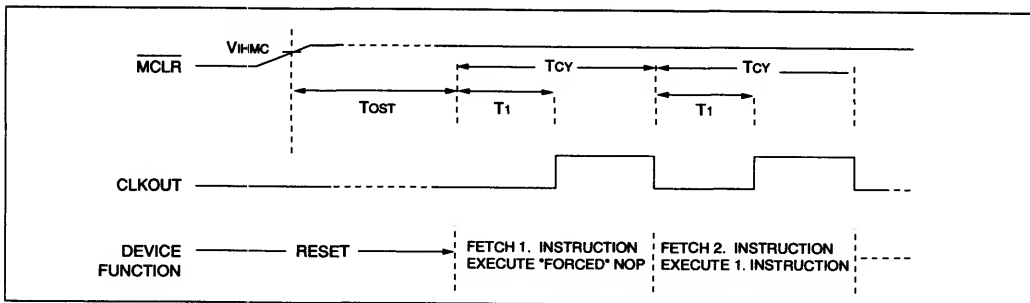 VIHMC
MCLR
TCY TCY
TOST T1 T1
CLKOUT
DEVICE FUNCTION
RESET
FETCH 1. INSTRUCTION
EXECUTE "FORCED" NOP
FETCH 2. INSTRUCTION
EXECUTE 1. INSTRUCTION